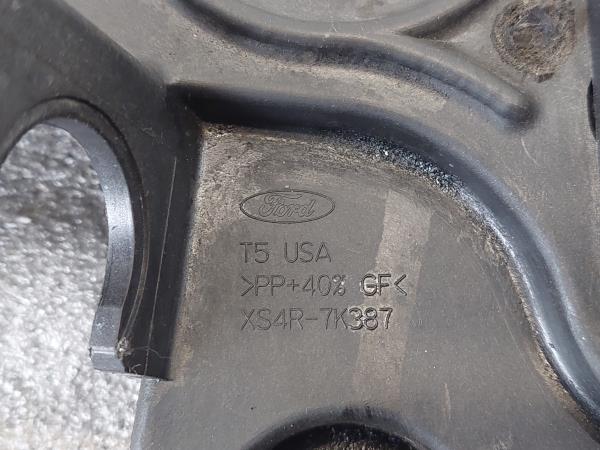 Ford
T5 USA
>PP+40% GF<
XS4R-7K387